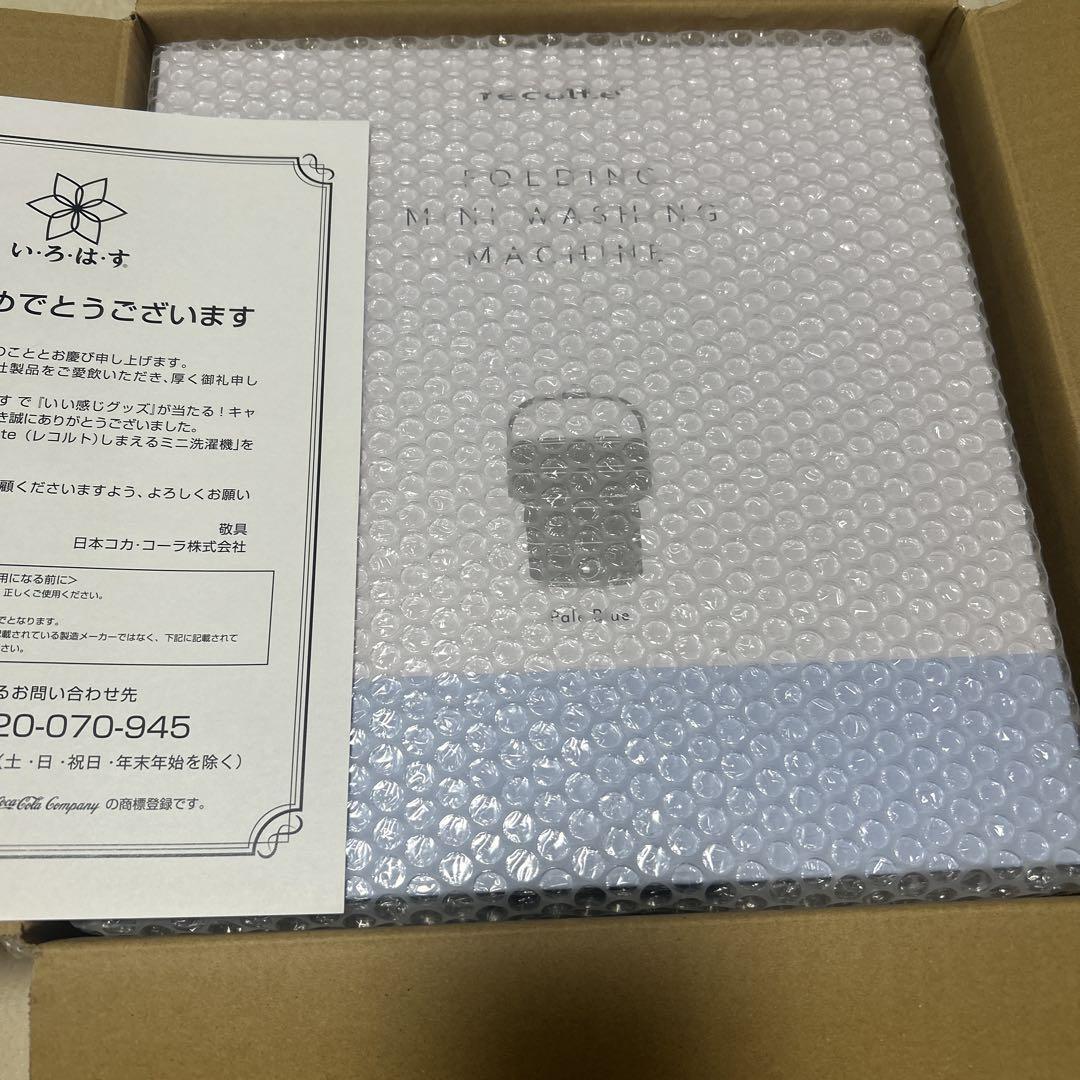 い・ろ・は・す
めでとうございます
のこととお慶び申し上げます。
社製品をご愛飲いただき、厚く御礼申し
す で『いい感じグッズ』が当たる！キャ
き誠にありがとうございました。
te（レコルト）しまえるミニ洗濯機」を
顧くださいますよう、よろしくお願い
敬具
日本コカ・コーラ株式会社
用になる前に>
正しくご使用ください。
でとなります。
記載されている製造メーカーではなく、下記に記載されて
さい。
るお問い合わせ先
20-070-945
（土・日・祝日・年末年始を除く）
Coca-Cola Company の商標登録です。
recolte
FOLDING
MINI WASHING
MACHINE
Pale Blue